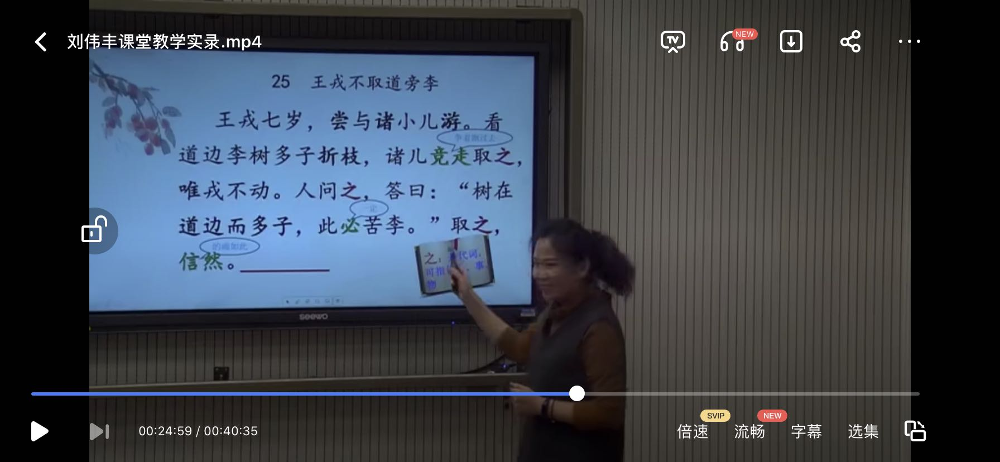 刘伟丰课堂教学实录.mp4
NEW
25 王戎不取道旁李
王戎七岁，尝与诸小儿游。看
争着跑过去
道边李树多子折枝，诸儿竞走取之，
唯戎不动。人问之，答曰：“树在
一定
道边而多子，此必苦李。”取之，
的确如此
信然。
之：代词，
可指、事
物
seewo
00:24:59 / 00:40:35
SVIP
NEW
倍速 流畅 字幕 选集